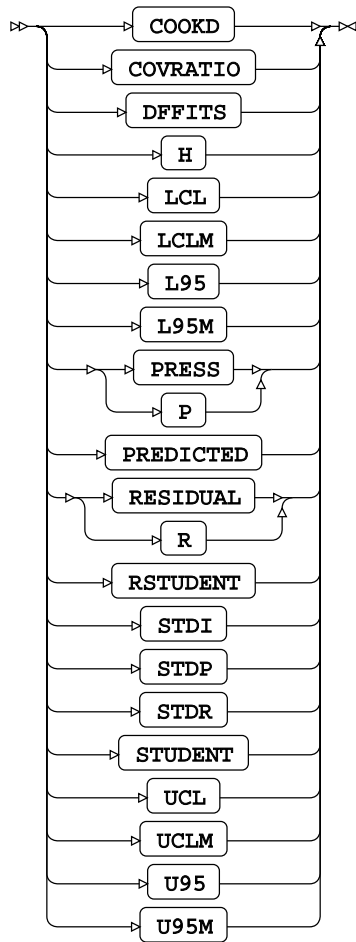 COOKD
COVRATIO
DFFITS
H
LCL
LCLM
L95
L95M
PRESS
P
PREDICTED
RESIDUAL
R
RSTUDENT
STDI
STDP
STDR
STUDENT
UCL
UCLM
U95
U95M